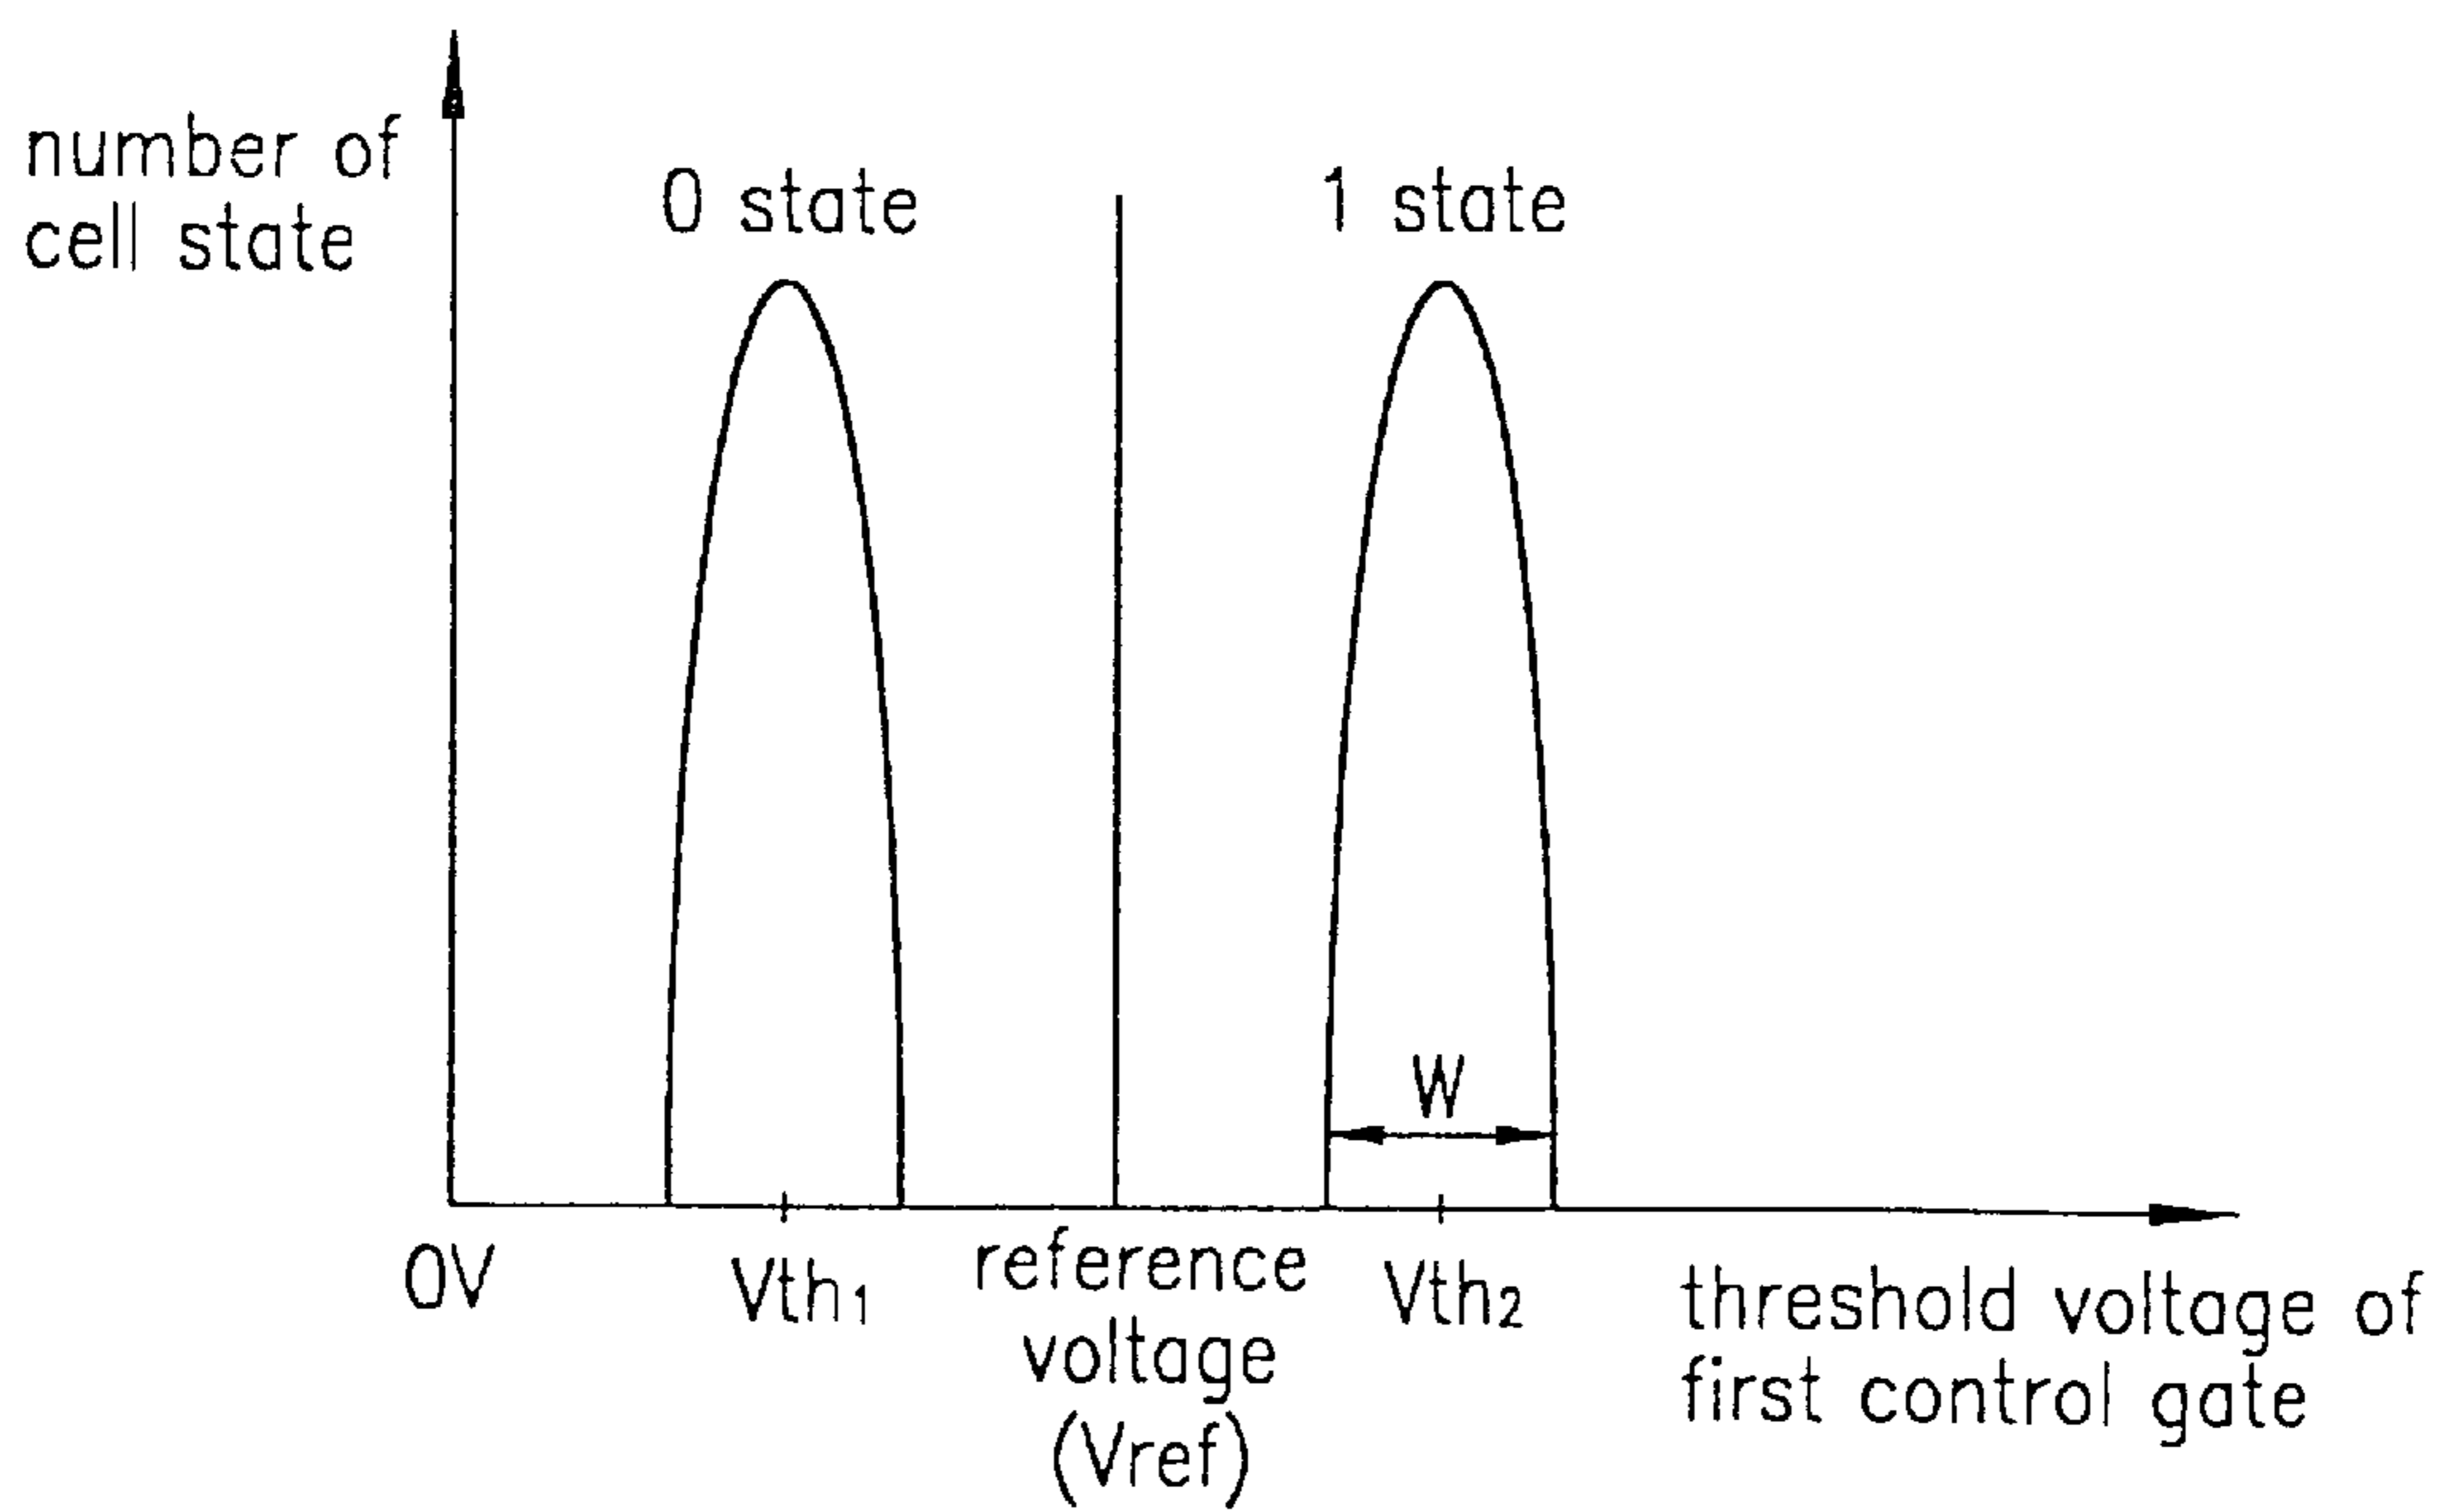 number of
cell state
0 state
1 state
W
0V
Vth1
reference
voltage
(Vref)
Vth2
threshold voltage of
first control gate